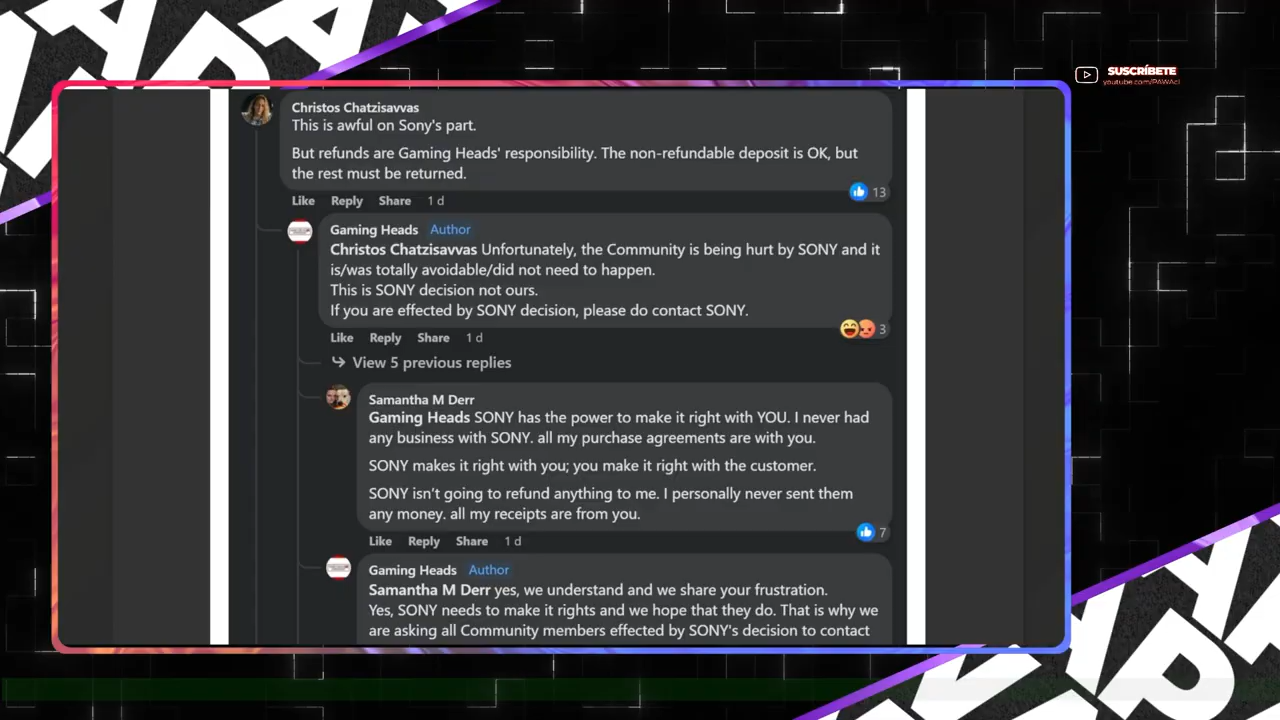 SUSCRÍBETE
youtube.com/PAWAcl
Christos Chatzisavvas
This is awful on Sony's part.
But refunds are Gaming Heads' responsibility. The non-refundable deposit is OK, but
the rest must be returned.
13
Like Reply Share 1 d
Gaming Heads Author
Christos Chatzisavvas Unfortunately, the Community is being hurt by SONY and it
is/was totally avoidable/did not need to happen.
This is SONY decision not ours.
If you are effected by SONY decision, please do contact SONY.
3
Like Reply Share 1 d
View 5 previous replies
Samantha M Derr
Gaming Heads SONY has the power to make it right with YOU. I never had
any business with SONY. all my purchase agreements are with you.
SONY makes it right with you; you make it right with the customer.
SONY isn't going to refund anything to me. I personally never sent them
any money. all my receipts are from you.
7
Like Reply Share 1 d
Gaming Heads Author
Samantha M Derr yes, we understand and we share your frustration.
Yes, SONY needs to make it rights and we hope that they do. That is why we
are asking all Community members effected by SONY's decision to contact